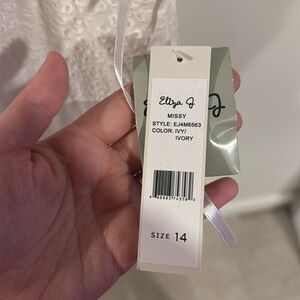 Eliza J
MISSY
STYLE: EJ4M6563
COLOR: IVY/
IVORY
SIZE 14